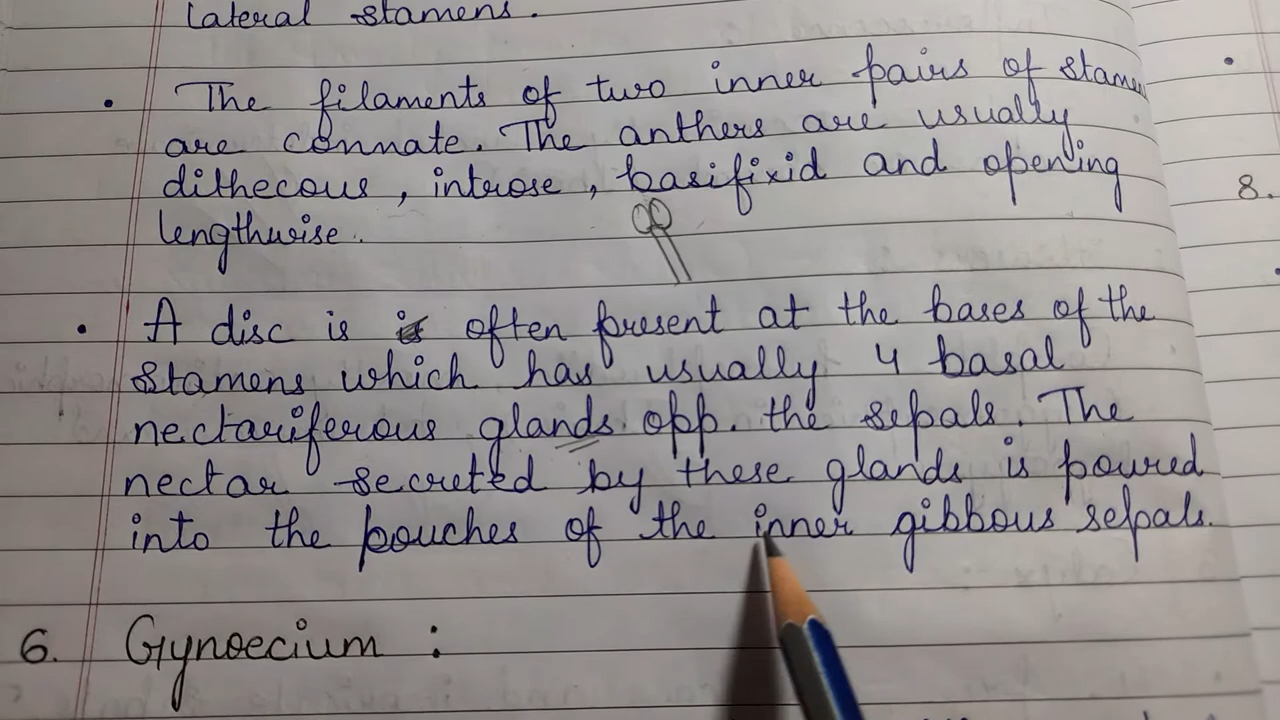 lateral stamens.
• The filaments of two inner pairs of stamen
are connate. The anthers are usually
dithecous, introse, basifixid and opening
lengthwise.
• A disc is is often present at the bases of the
stamens which has usually 4 basal
nectariferous glands opp. the sepals. The
nectar secreted by these glands is poured
into the pouches of the inner gibbous sepals.
6. Gynoecium :
8.